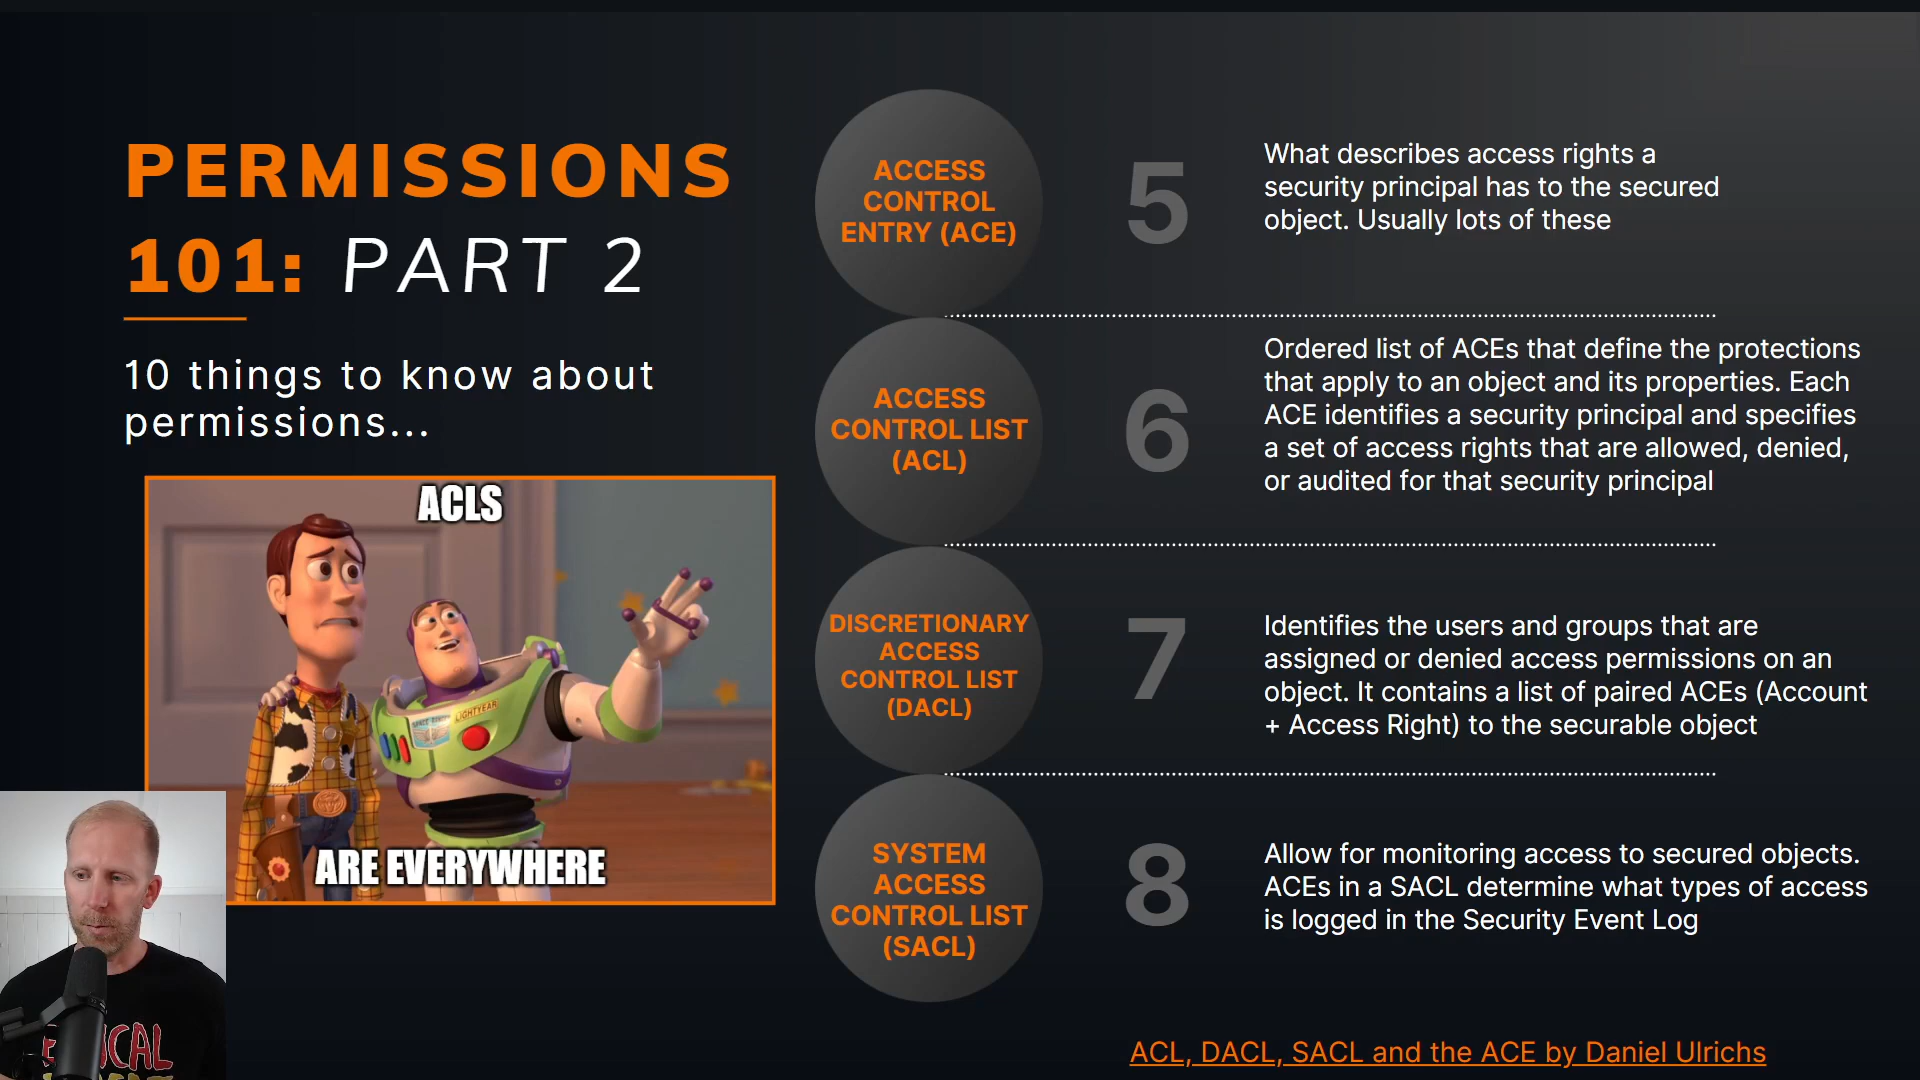 PERMISSIONS
101: PART 2
10 things to know about
permissions...
ACLS
SPACE RANGER
LIGHTYEAR
ARE EVERYWHERE
ACCESS
CONTROL
ENTRY (ACE)
5
What describes access rights a
security principal has to the secured
object. Usually lots of these
ACCESS
CONTROL LIST
(ACL)
6
Ordered list of ACEs that define the protections
that apply to an object and its properties. Each
ACE identifies a security principal and specifies
a set of access rights that are allowed, denied,
or audited for that security principal
DISCRETIONARY
ACCESS
CONTROL LIST
(DACL)
7
Identifies the users and groups that are
assigned or denied access permissions on an
object. It contains a list of paired ACEs (Account
+ Access Right) to the securable object
SYSTEM
ACCESS
CONTROL LIST
(SACL)
8
Allow for monitoring access to secured objects.
ACEs in a SACL determine what types of access
is logged in the Security Event Log
ACL, DACL, SACL and the ACE by Daniel Ulrichs